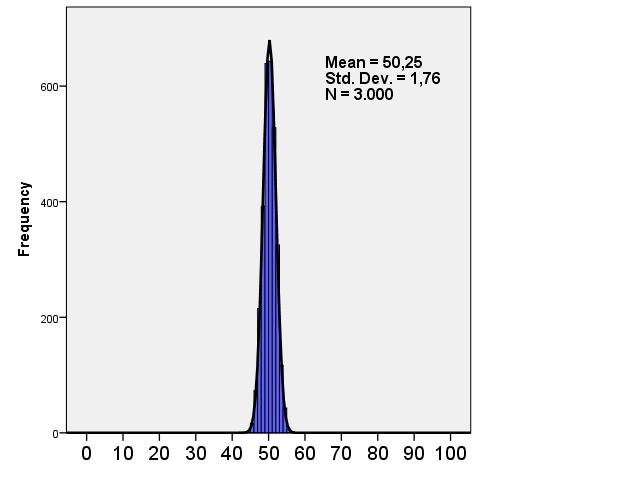 Mean = 50,25
Std. Dev. = 1,76
N = 3.000
600
400
200
0
Frequency
0 10 20 30 40 50 60 70 80 90 100